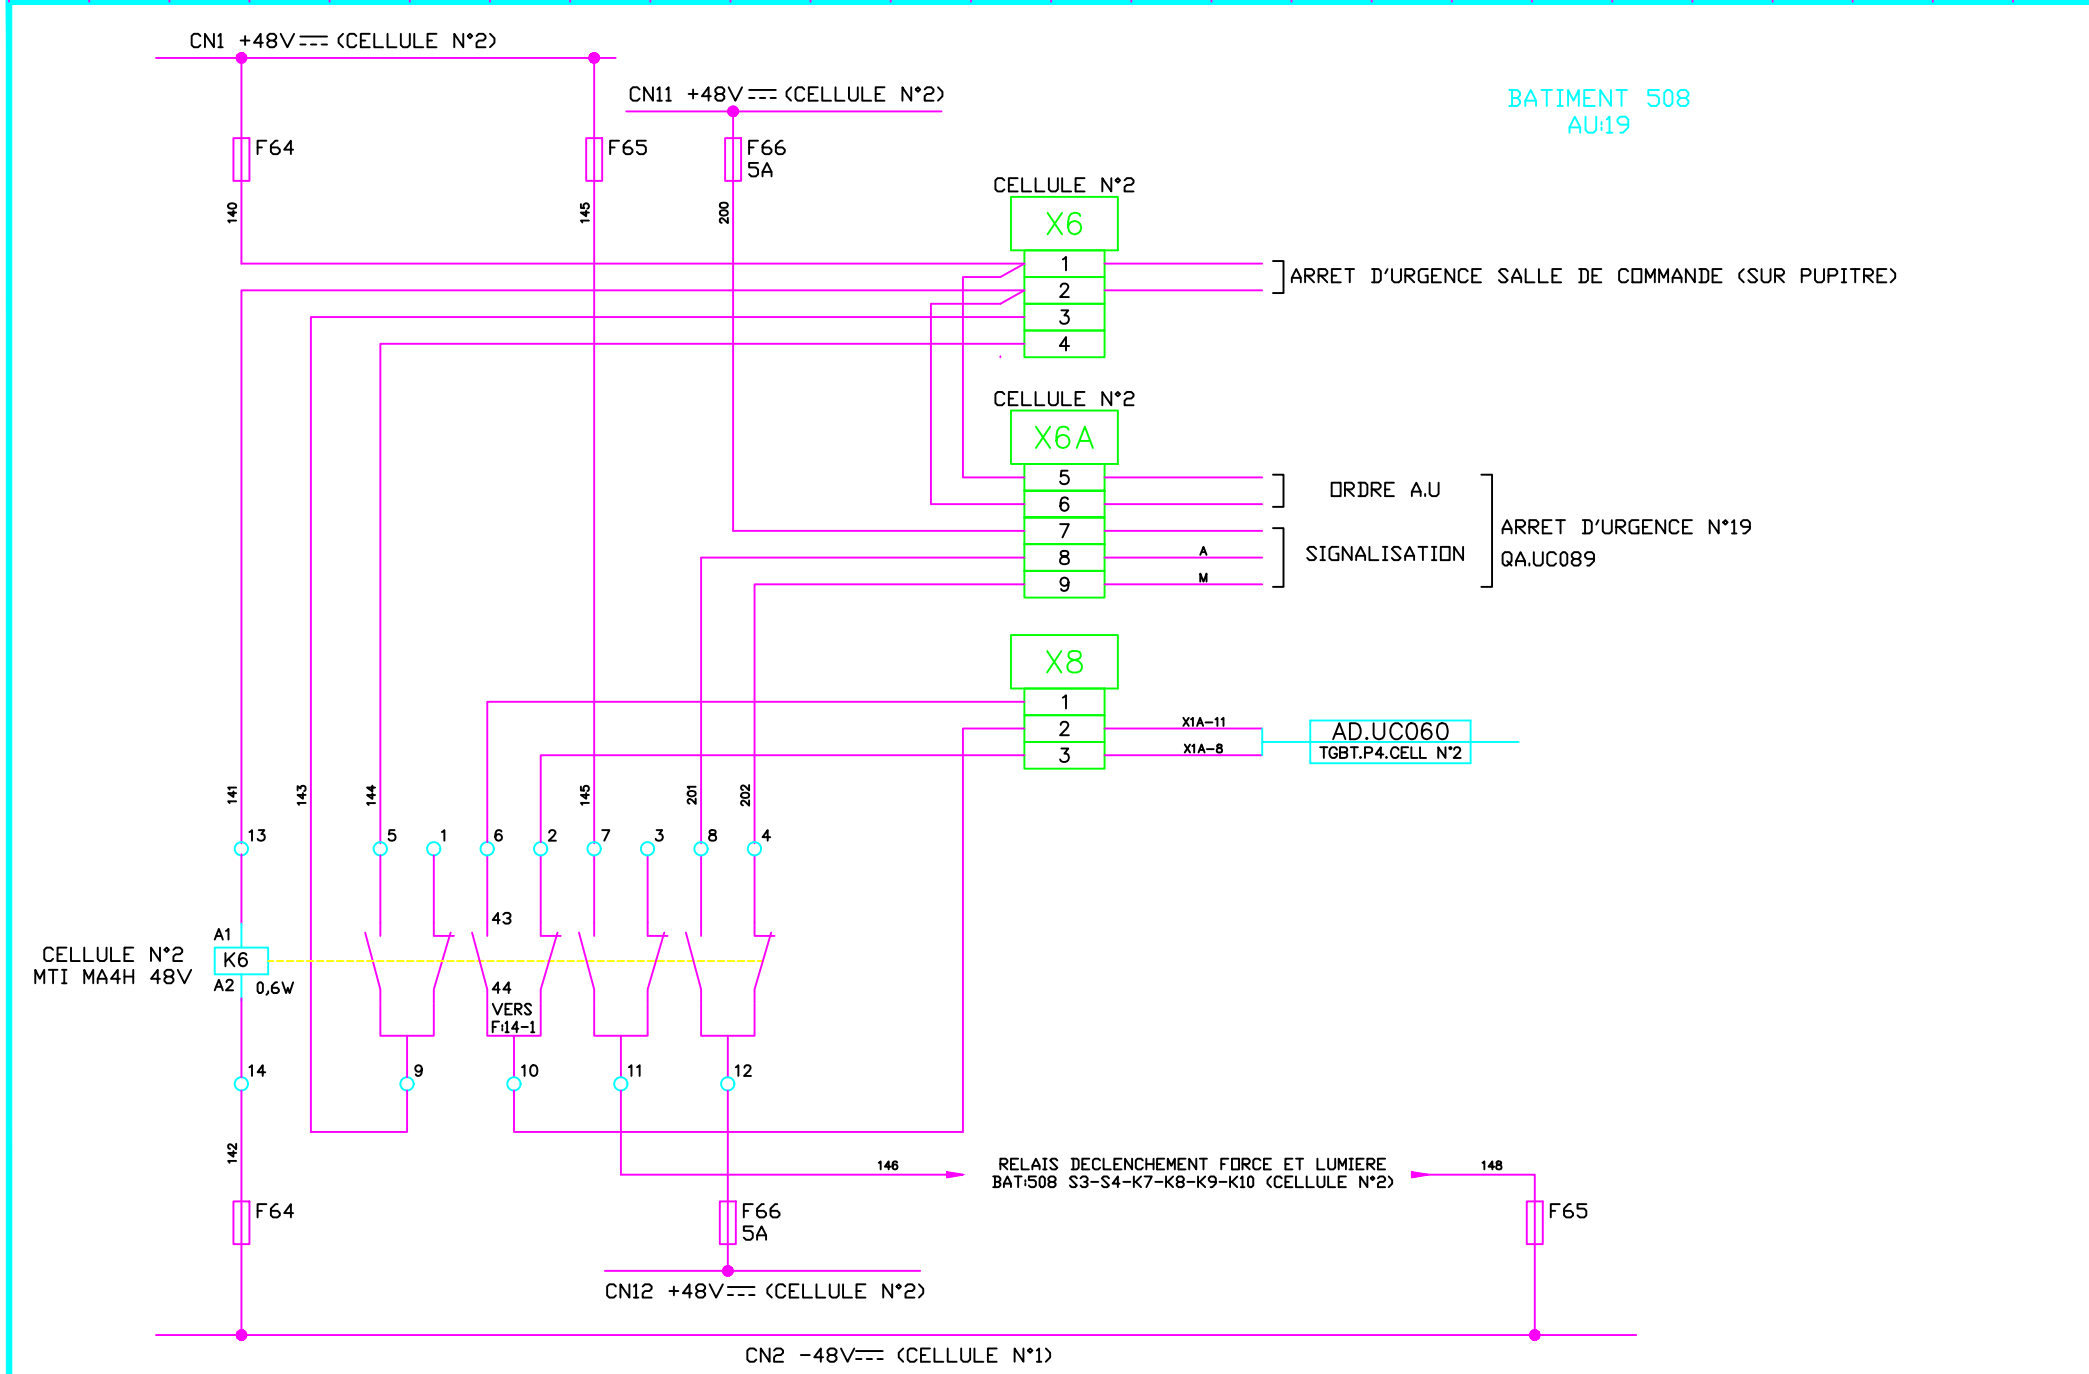 CN1 +48V (CELLULE N°2)
CN11 +48V (CELLULE N°2)
BATIMENT 508
AU:19
F64
F65
F66
5A
140
145
200
CELLULE N°2
X6
1
2
3
4
ARRET D'URGENCE SALLE DE COMMANDE (SUR PUPITRE)
CELLULE N°2
X6A
5
6
7
8
9
A
M
ORDRE A.U
SIGNALISATION
ARRET D'URGENCE N°19
QA.UC089
X8
1
2
3
X1A-11
X1A-8
AD.UC060
TGBT.P4.CELL N°2
141
143
144
145
201
202
13
5
1
6
2
7
3
8
4
43
A1
K6
A2
0,6W
CELLULE N°2
MTI MA4H 48V
44
VERS
F:14-1
14
9
10
11
12
142
146
RELAIS DECLENCHEMENT FORCE ET LUMIERE
BAT:508 S3-S4-K7-K8-K9-K10 (CELLULE N°2)
148
F64
F66
5A
F65
CN12 +48V (CELLULE N°2)
CN2 -48V (CELLULE N°1)